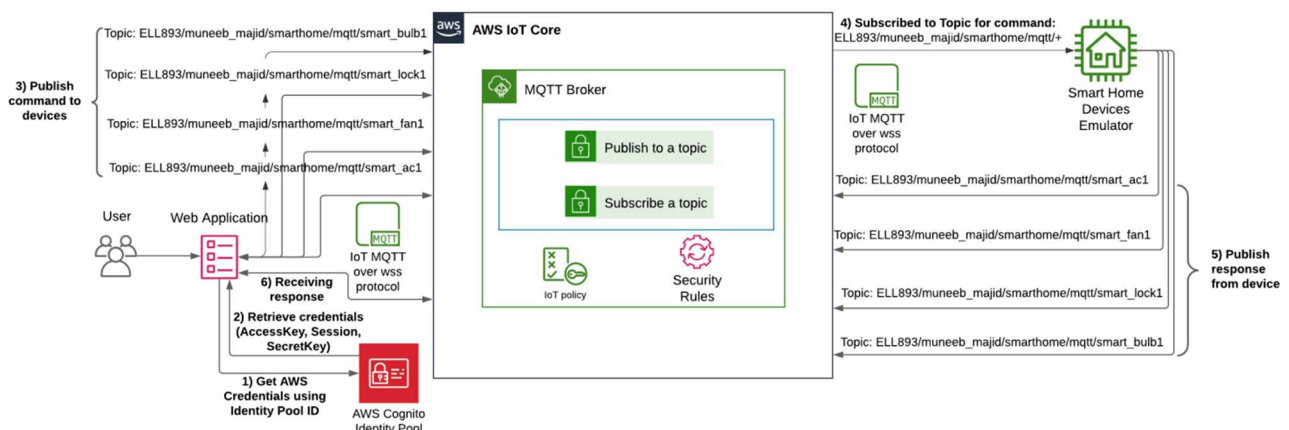 aws
AWS IoT Core
Topic: ELL893/muneeb_majid/smarthome/mqtt/smart_bulb1
Topic: ELL893/muneeb_majid/smarthome/mqtt/smart_lock1
3) Publish
command to
devices
Topic: ELL893/muneeb_majid/smarthome/mqtt/smart_fan1
Topic: ELL893/muneeb_majid/smarthome/mqtt/smart_ac1
User
Web Application
MQTT
IoT MQTT
over wss
protocol
6) Receiving
response
2) Retrieve credentials
(AccessKey, Session,
SecretKey)
1) Get AWS
Credentials using
Identity Pool ID
AWS Cognito
Identity Pool
MQTT Broker
Publish to a topic
Subscribe a topic
IoT policy
Security
Rules
4) Subscribed to Topic for command:
ELL893/muneeb_majid/smarthome/mqtt/+
MQTT
IoT MQTT
over wss
protocol
Smart Home
Devices
Emulator
Topic: ELL893/muneeb_majid/smarthome/mqtt/smart_ac1
Topic: ELL893/muneeb_majid/smarthome/mqtt/smart_fan1
5) Publish
response
from device
Topic: ELL893/muneeb_majid/smarthome/mqtt/smart_lock1
Topic: ELL893/muneeb_majid/smarthome/mqtt/smart_bulb1